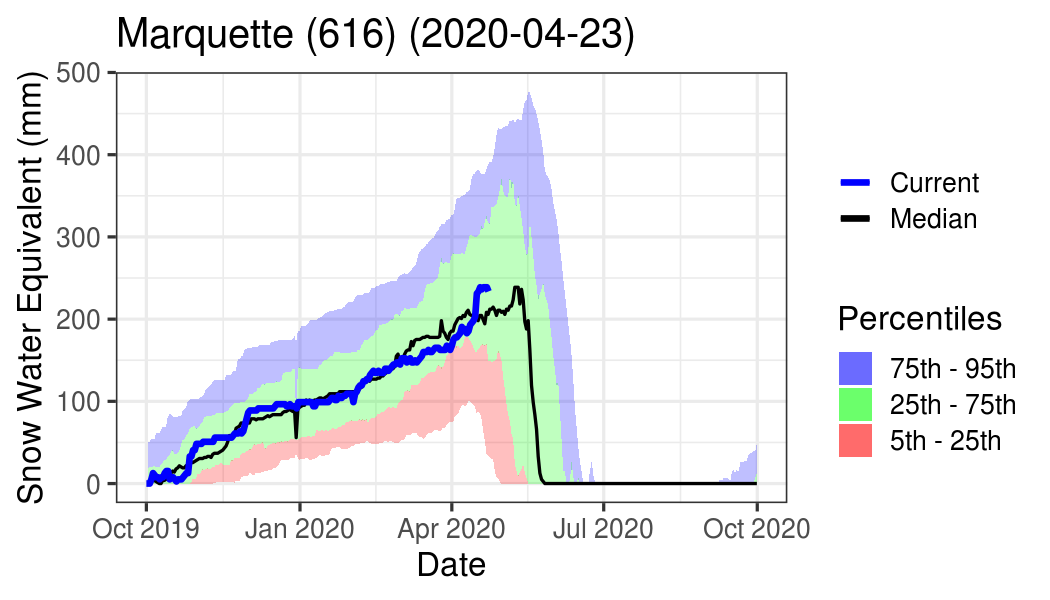 Marquette (616) (2020-04-23)
Snow Water Equivalent (mm)
500
400
300
200
100
0
Oct 2019
Jan 2020
Apr 2020
Jul 2020
Oct 2020
Date
Current
Median
Percentiles
75th - 95th
25th - 75th
5th - 25th